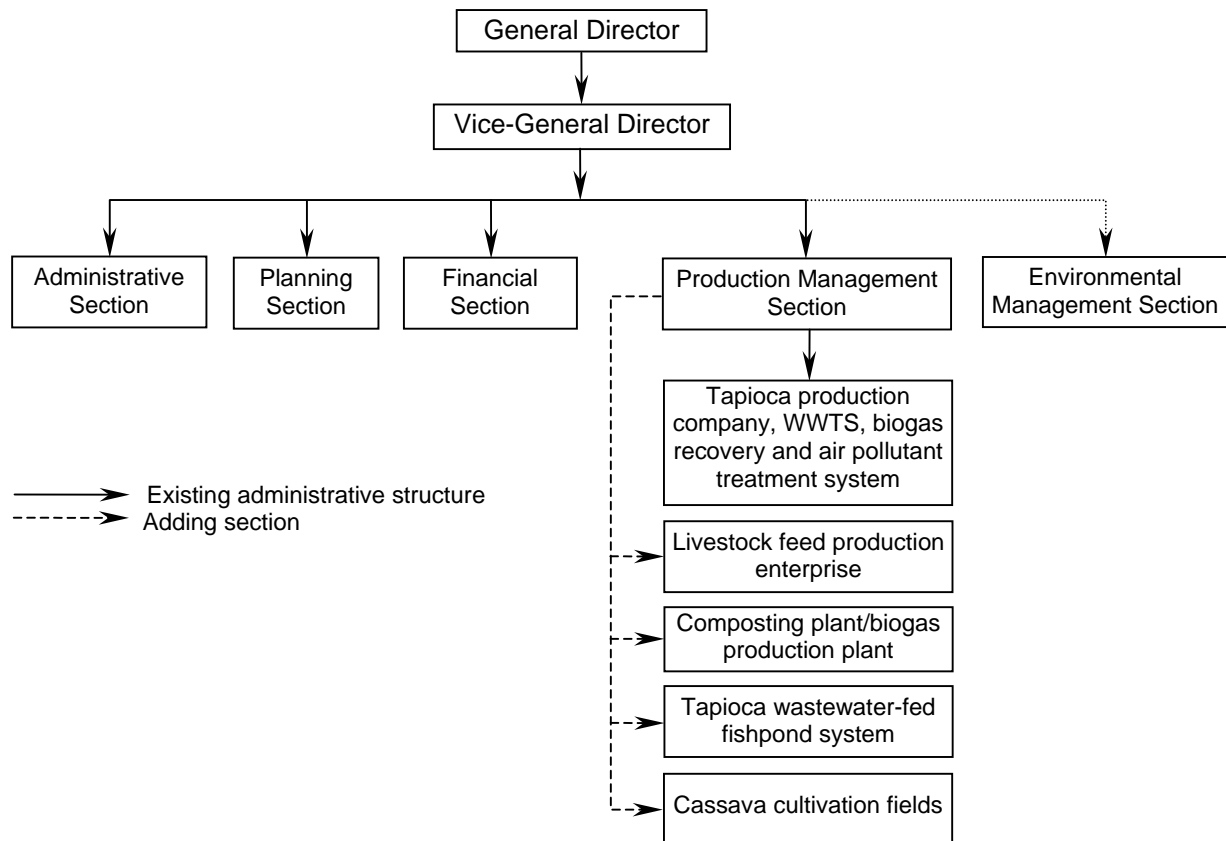 General Director
Vice-General Director
Administrative
Section
Planning
Section
Financial
Section
Production Management
Section
Environmental
Management Section
Tapioca production
company, WWTS, biogas
recovery and air pollutant
treatment system
Existing administrative structure
Adding section
Livestock feed production
enterprise
Composting plant/biogas
production plant
Tapioca wastewater-fed
fishpond system
Cassava cultivation fields